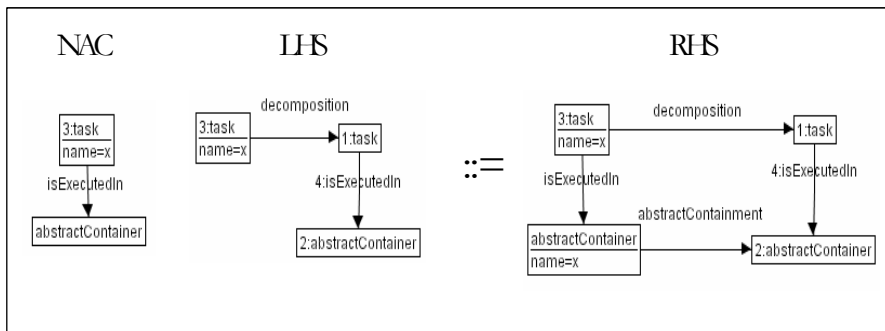 NAC
LHS
RHS
3:task
name=x
isExecutedIn
abstractContainer
decomposition
3:task
name=x
1:task
4:isExecutedIn
2:abstractContainer
::=
decomposition
3:task
name=x
1:task
isExecutedIn
4:isExecutedIn
abstractContainment
abstractContainer
name=x
2:abstractContainer